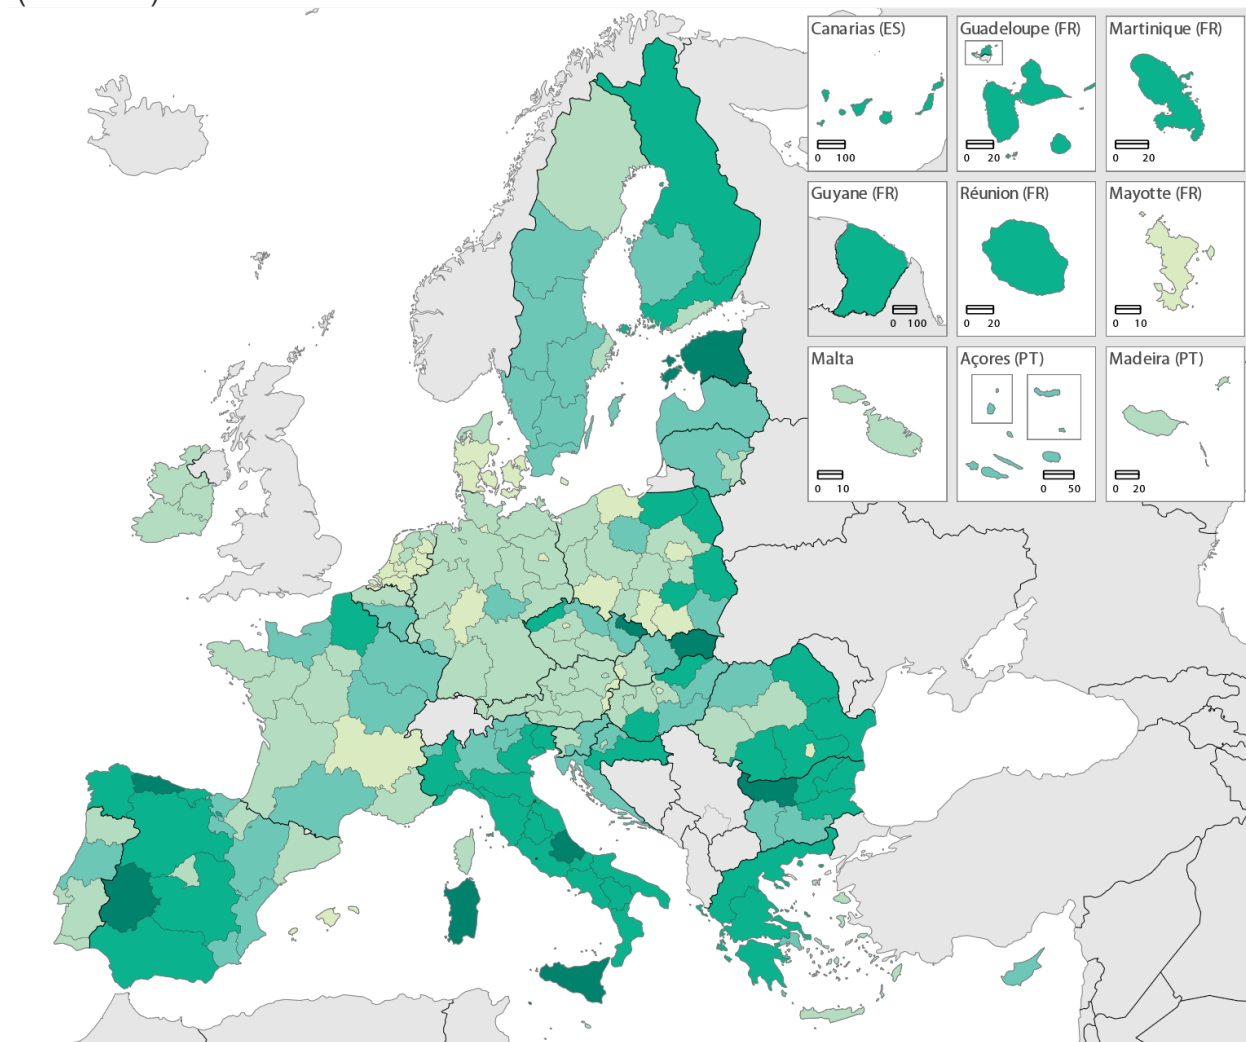 Canarias (ES)
0 100
Guadeloupe (FR)
0 20
Martinique (FR)
0 20
Guyane (FR)
0 100
Réunion (FR)
0 20
Mayotte (FR)
0 10
Malta
0 10
Açores (PT)
0 50
Madeira (PT)
0 20